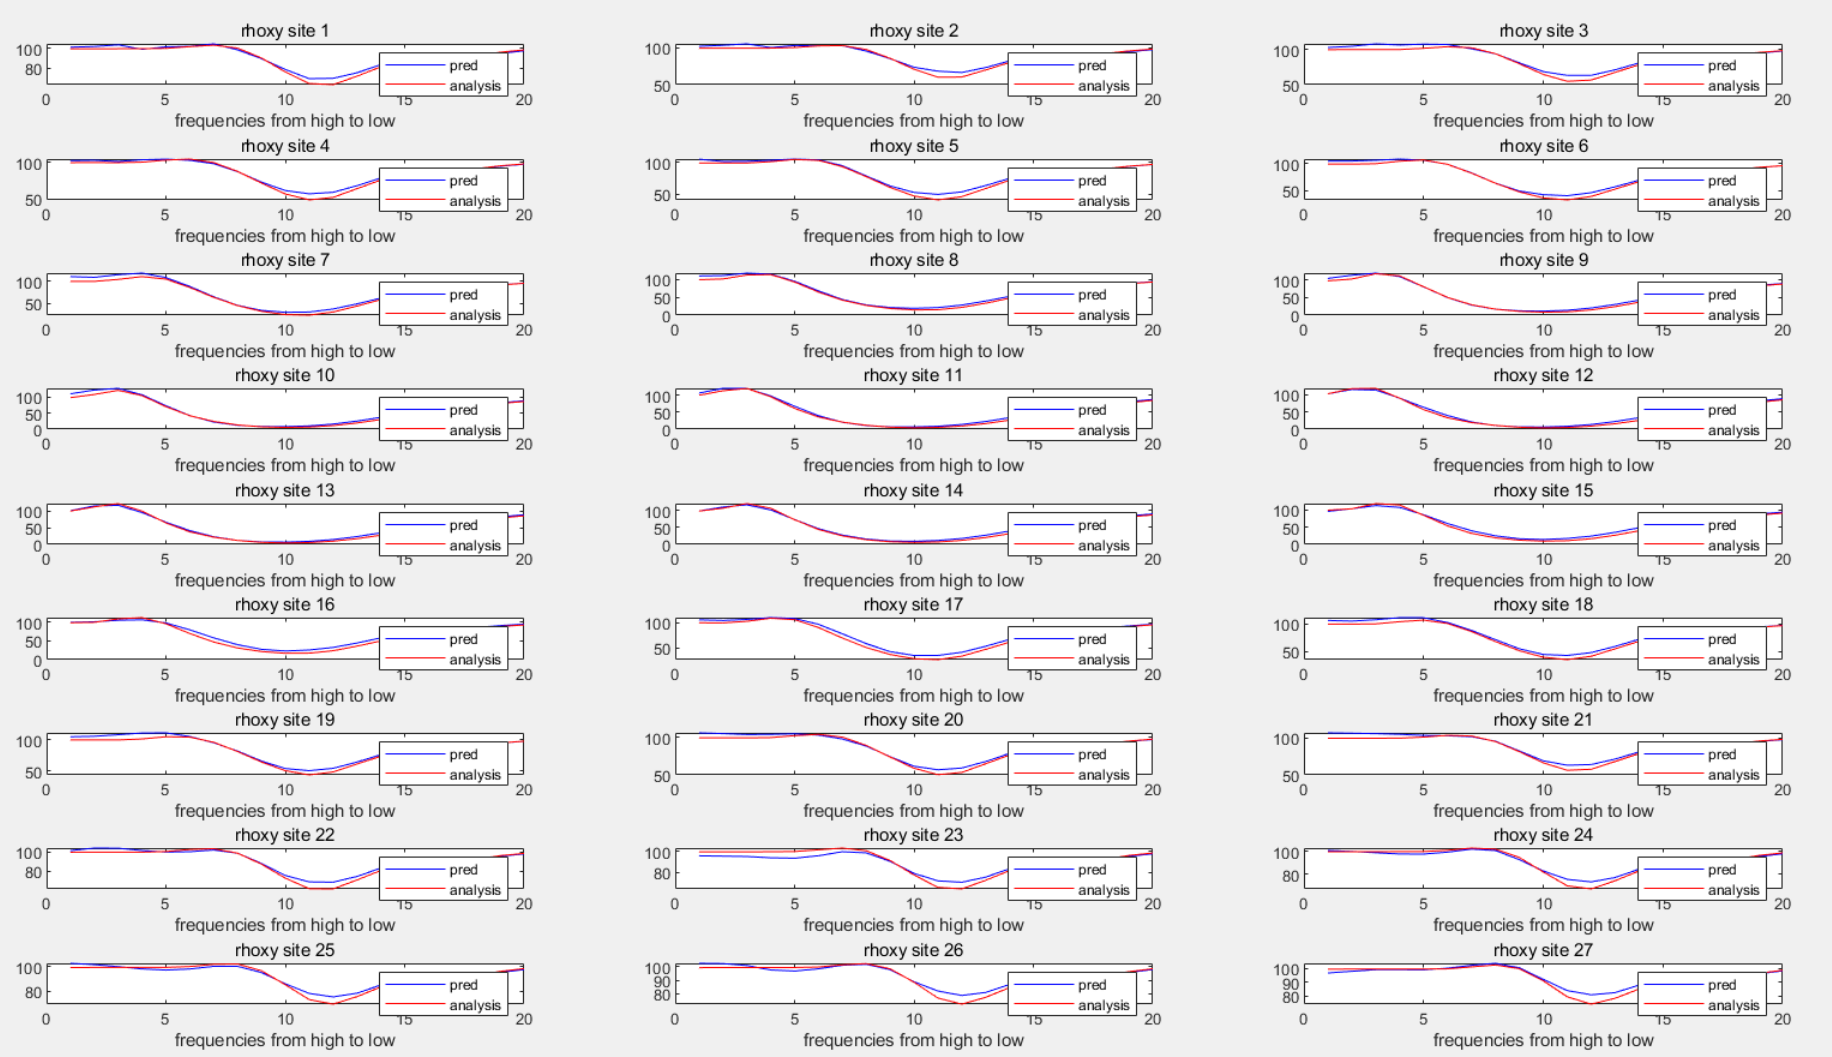 rhoxy site 1 rhoxy site 2 rhoxy site 3
100 80 pred analysis 100 50 pred analysis 100 50 pred analysis
0 5 10 15 20 0 5 10 15 20 0 5 10 15 20
frequencies from high to low frequencies from high to low frequencies from high to low
rhoxy site 4 rhoxy site 5 rhoxy site 6
100 50 pred analysis 100 50 pred analysis 100 50 pred analysis
0 5 10 15 20 0 5 10 15 20 0 5 10 15 20
frequencies from high to low frequencies from high to low frequencies from high to low
rhoxy site 7 rhoxy site 8 rhoxy site 9
100 50 pred analysis 100 50 0 pred analysis 100 50 0 pred analysis
0 5 10 15 20 0 5 10 15 20 0 5 10 15 20
frequencies from high to low frequencies from high to low frequencies from high to low
rhoxy site 10 rhoxy site 11 rhoxy site 12
100 50 0 pred analysis 100 50 0 pred analysis 100 50 0 pred analysis
0 5 10 15 20 0 5 10 15 20 0 5 10 15 20
frequencies from high to low frequencies from high to low frequencies from high to low
rhoxy site 13 rhoxy site 14 rhoxy site 15
100 50 0 pred analysis 100 50 0 pred analysis 100 50 0 pred analysis
0 5 10 15 20 0 5 10 15 20 0 5 10 15 20
frequencies from high to low frequencies from high to low frequencies from high to low
rhoxy site 16 rhoxy site 17 rhoxy site 18
100 50 0 pred analysis 100 50 pred analysis 100 50 pred analysis
0 5 10 15 20 0 5 10 15 20 0 5 10 15 20
frequencies from high to low frequencies from high to low frequencies from high to low
rhoxy site 19 rhoxy site 20 rhoxy site 21
100 50 pred analysis 100 50 pred analysis 100 50 pred analysis
0 5 10 15 20 0 5 10 15 20 0 5 10 15 20
frequencies from high to low frequencies from high to low frequencies from high to low
rhoxy site 22 rhoxy site 23 rhoxy site 24
100 80 pred analysis 100 80 pred analysis 100 80 pred analysis
0 5 10 15 20 0 5 10 15 20 0 5 10 15 20
frequencies from high to low frequencies from high to low frequencies from high to low
rhoxy site 25 rhoxy site 26 rhoxy site 27
100 80 pred analysis 100 90 80 pred analysis 100 90 80 pred analysis
0 5 10 15 20 0 5 10 15 20 0 5 10 15 20
frequencies from high to low frequencies from high to low frequencies from high to low